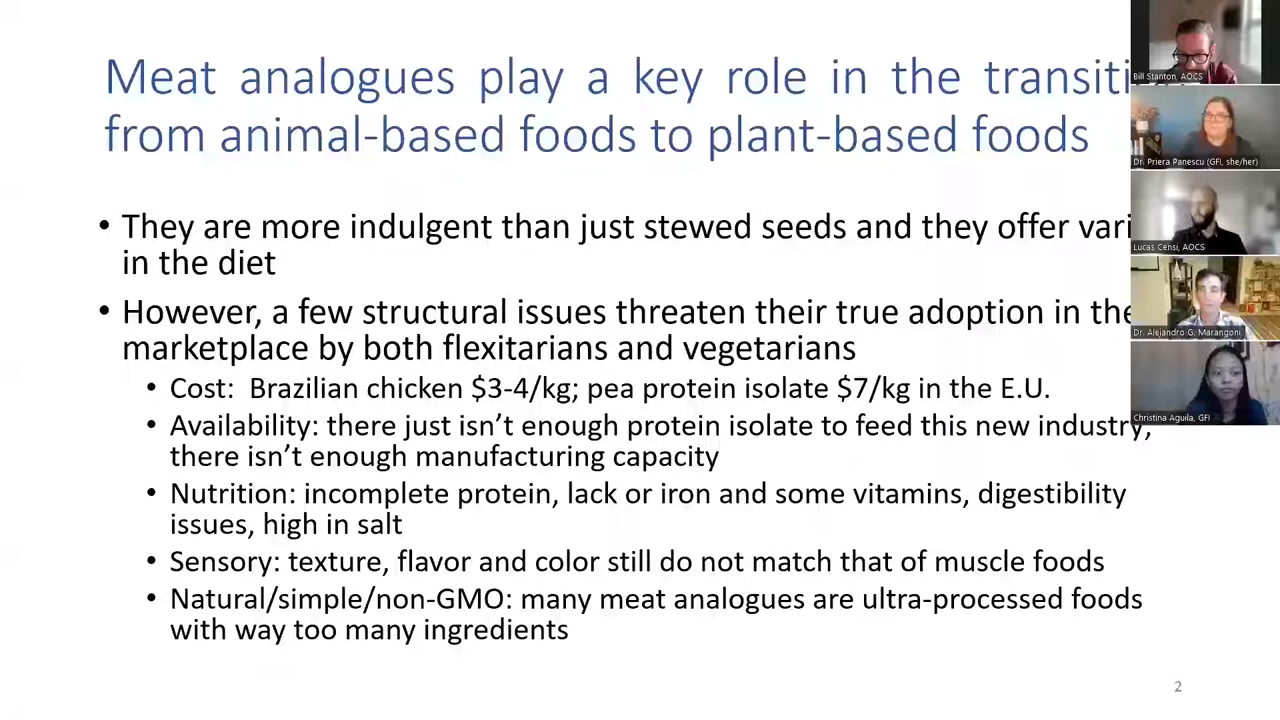 Meat analogues play a key role in the transiti
from animal-based foods to plant-based foods
• They are more indulgent than just stewed seeds and they offer vari
in the diet
• However, a few structural issues threaten their true adoption in the
marketplace by both flexitarians and vegetarians
• Cost: Brazilian chicken $3-4/kg; pea protein isolate $7/kg in the E.U.
• Availability: there just isn’t enough protein isolate to feed this new industry,
there isn’t enough manufacturing capacity
• Nutrition: incomplete protein, lack or iron and some vitamins, digestibility
issues, high in salt
• Sensory: texture, flavor and color still do not match that of muscle foods
• Natural/simple/non-GMO: many meat analogues are ultra-processed foods
with way too many ingredients
2
Bill Stanton, AOCS
Dr. Priera Panescu (GFI, she/her)
Lucas Censi, AOCS
Dr. Alejandro G. Marangoni,
Christina Aguila, GFI